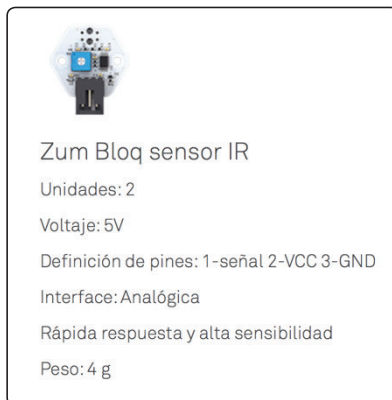 Zum Bloq sensor IR
Unidades: 2
Voltaje: 5V
Definición de pines: 1-señal 2-VCC 3-GND
Interface: Analógica
Rápida respuesta y alta sensibilidad
Peso: 4 g